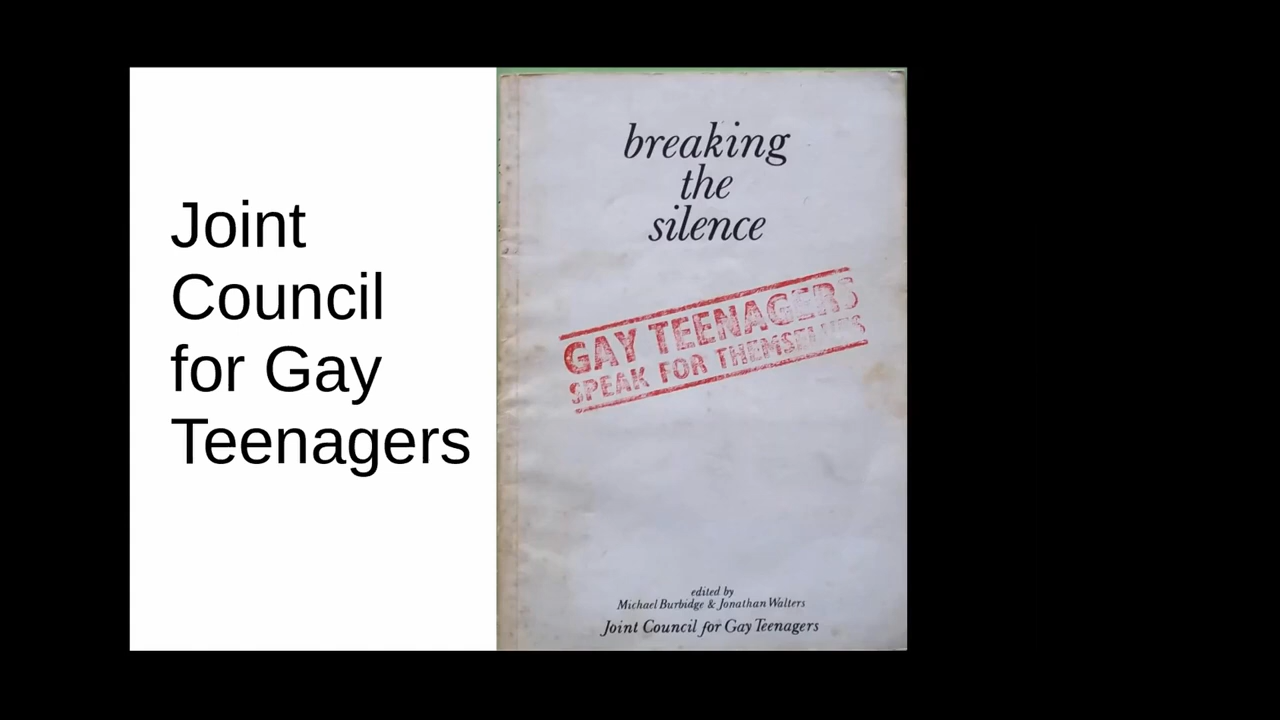 Joint
Council
for Gay
Teenagers
breaking
the
silence
GAY TEENAGERS
SPEAK FOR THEMSELVES
edited by
Michael Burbidge & Jonathan Walters
Joint Council for Gay Teenagers